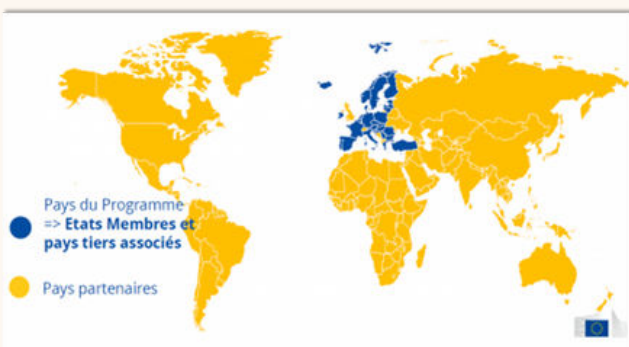 Pays du Programme
=> Etats Membres et
pays tiers associés
Pays partenaires